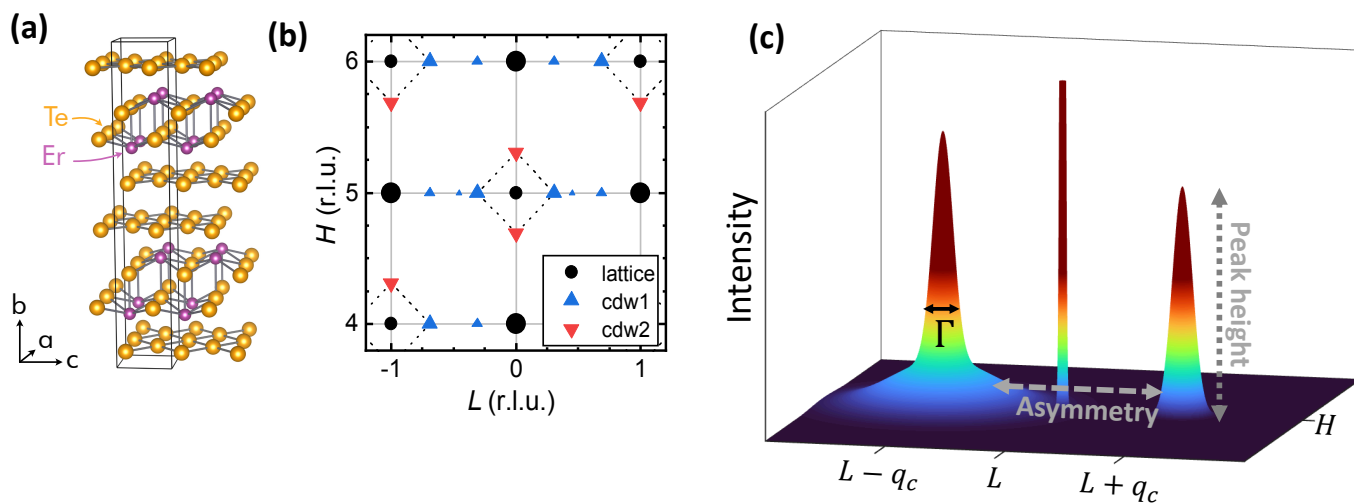 (a)
Te
Er
b
a
c
(b)
6
5
4
H (r.l.u.)
-1
0
1
L (r.l.u.)
lattice
cdw1
cdw2
(c)
Intensity
Γ
Asymmetry
Peak height
H
L − q_c
L
L + q_c